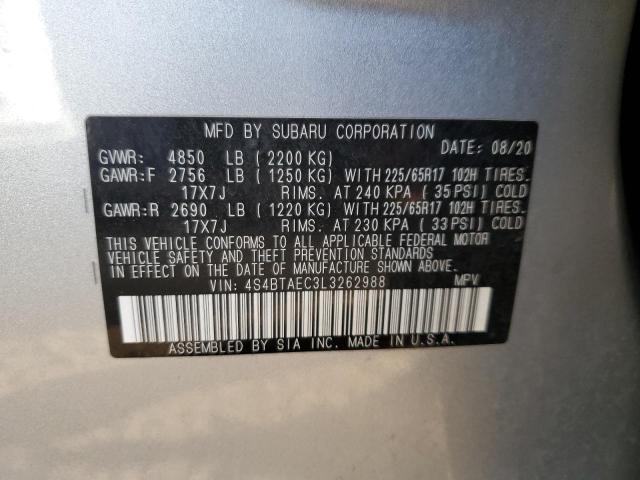 MFD BY SUBARU CORPORATION
DATE: 08/20
GVWR: 4850 LB (2200 KG)
GAWR:F 2756 LB (1250 KG) WITH 225/65R17 102H TIRES.
17X7J RIMS. AT 240 KPA (35 PSI) COLD
GAWR:R 2690 LB (1220 KG) WITH 225/65R17 102H TIRES.
17X7J RIMS. AT 230 KPA (33 PSI) COLD
THIS VEHICLE CONFORMS TO ALL APPLICABLE FEDERAL MOTOR
VEHICLE SAFETY AND THEFT PREVENTION STANDARDS
IN EFFECT ON THE DATE OF MANUFACTURE SHOWN ABOVE.
VIN: 4S4BTAEC3L3262988 MPV
ASSEMBLED BY SIA INC. MADE IN U.S.A.